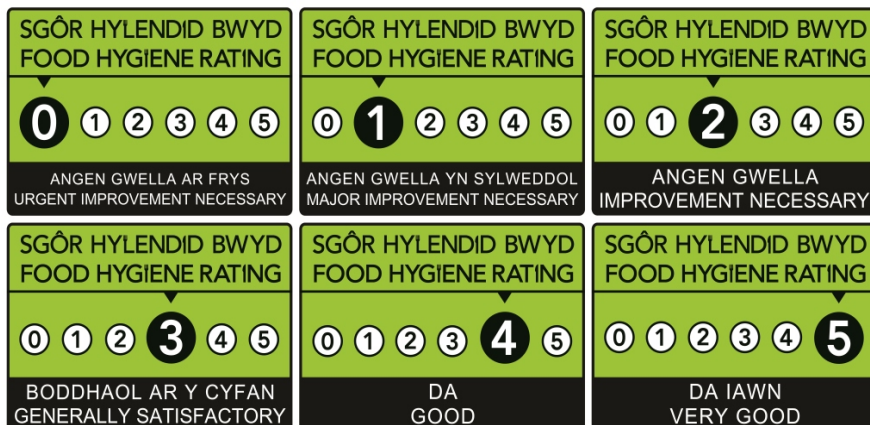 SGÔR HYLENDID BWYD
FOOD HYGIENE RATING
0 1 2 3 4 5
ANGEN GWELLA AR FRYS
URGENT IMPROVEMENT NECESSARY
SGÔR HYLENDID BWYD
FOOD HYGIENE RATING
0 1 2 3 4 5
ANGEN GWELLA YN SYLWEDDOL
MAJOR IMPROVEMENT NECESSARY
SGÔR HYLENDID BWYD
FOOD HYGIENE RATING
0 1 2 3 4 5
ANGEN GWELLA
IMPROVEMENT NECESSARY
SGÔR HYLENDID BWYD
FOOD HYGIENE RATING
0 1 2 3 4 5
BODDHAOL AR Y CYFAN
GENERALLY SATISFACTORY
SGÔR HYLENDID BWYD
FOOD HYGIENE RATING
0 1 2 3 4 5
DA
GOOD
SGÔR HYLENDID BWYD
FOOD HYGIENE RATING
0 1 2 3 4 5
DA IAWN
VERY GOOD